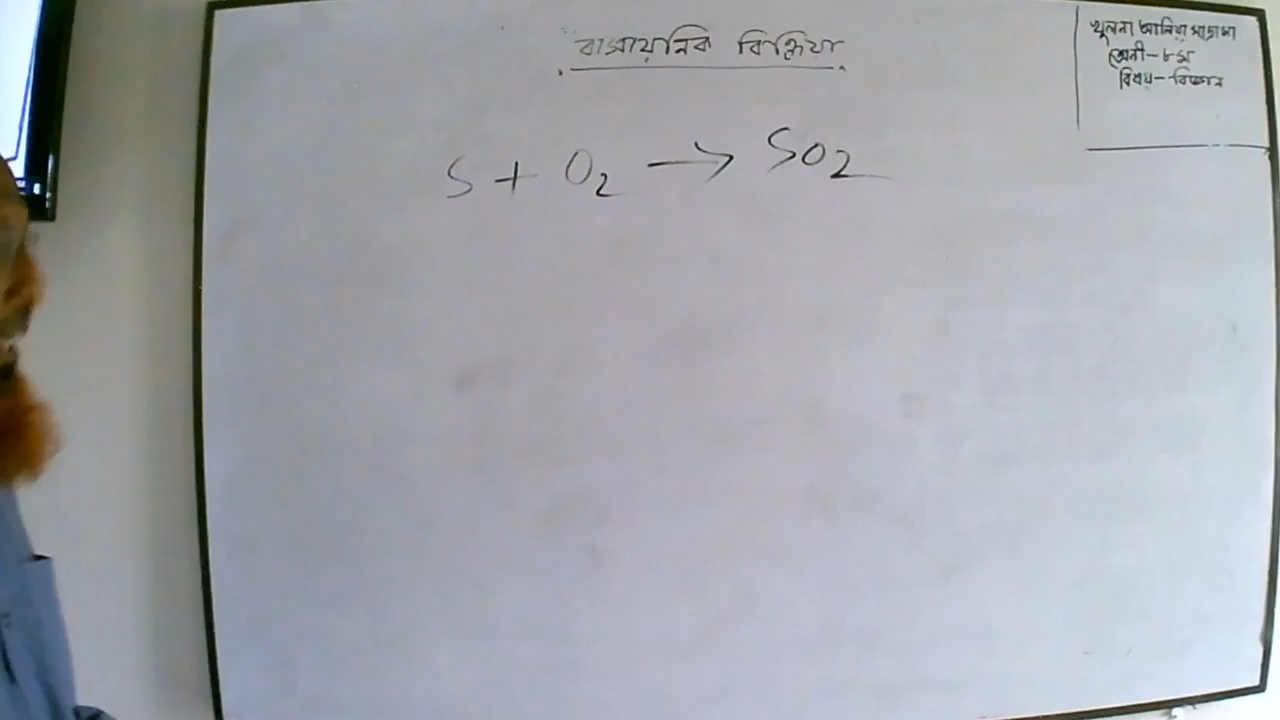 রাসায়নিক বিক্রিয়া
খুলনা আলিয়া মাদ্রাসা
শ্রেনী-৮ম
বিষয়-বিজ্ঞান
S + O₂ → SO₂